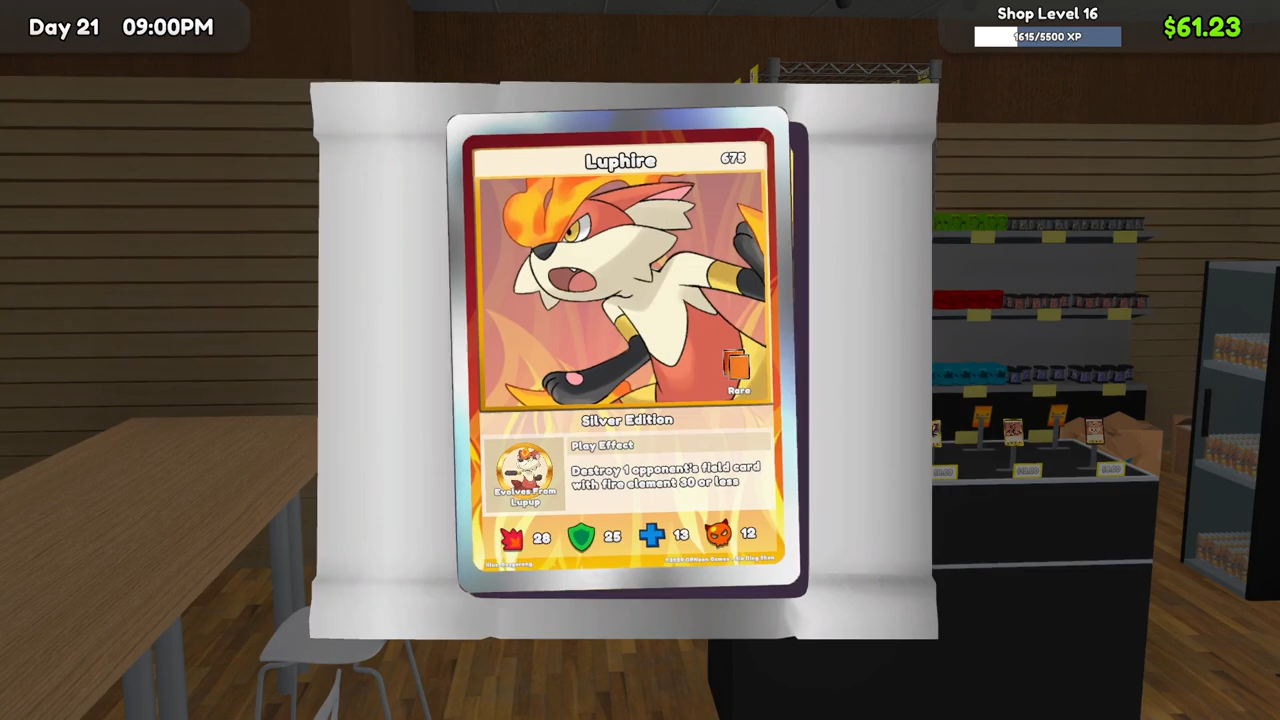 Day 21 09:00PM
Shop Level 16
1615/5500 XP
$61.23
Luphire 675
Rare
Silver Edition
Play Effect
Destroy 1 opponent's field card
with fire element 30 or less
Evolves From
Lupup
28 25 13 12